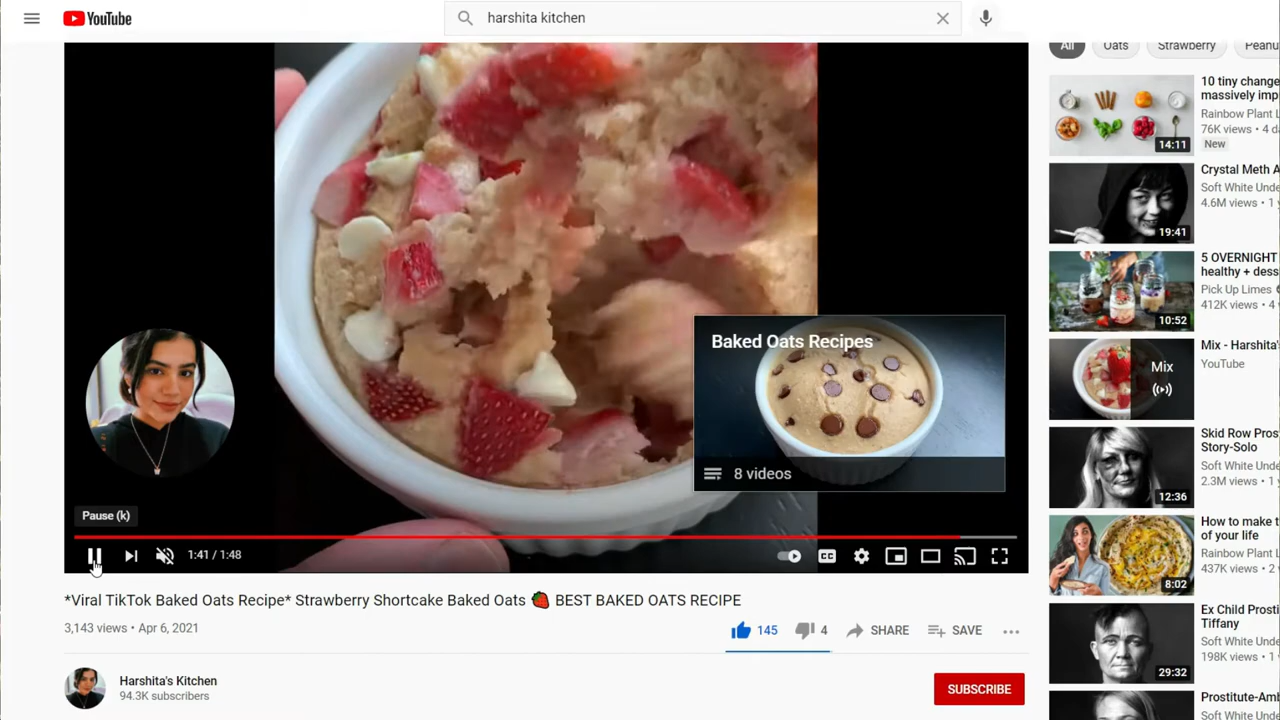 YouTube
harshita kitchen
All
Oats
Strawberry
Peanu
Baked Oats Recipes
8 videos
Pause (k)
1:41 / 1:48
CC
*Viral TikTok Baked Oats Recipe* Strawberry Shortcake Baked Oats 🍓 BEST BAKED OATS RECIPE
3,143 views • Apr 6, 2021
145
4
SHARE
SAVE
Harshita's Kitchen
94.3K subscribers
SUBSCRIBE
14:11
10 tiny change
massively imp
Rainbow Plant L
76K views • 4 d
New
19:41
Crystal Meth A
Soft White Unde
4.6M views • 1 y
10:52
5 OVERNIGHT
healthy + dess
Pick Up Limes
412K views • 4
Mix
Mix - Harshita's
YouTube
12:36
Skid Row Pros
Story-Solo
Soft White Unde
2.3M views • 1 y
8:02
How to make t
of your life
Rainbow Plant L
437K views • 2
29:32
Ex Child Prosti
Tiffany
Soft White Unde
198K views • 1
Prostitute-Amb
Soft White Unde